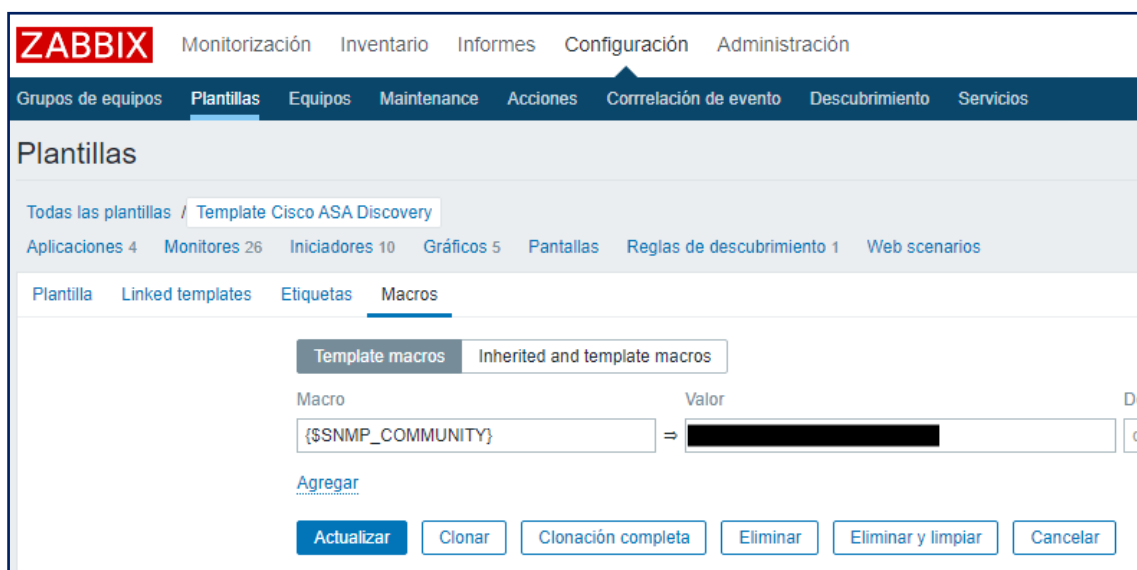 ZABBIX Monitorización Inventario Informes Configuración Administración
Grupos de equipos Plantillas Equipos Maintenance Acciones Corrrelación de evento Descubrimiento Servicios
Plantillas
Todas las plantillas / Template Cisco ASA Discovery
Aplicaciones 4 Monitores 26 Iniciadores 10 Gráficos 5 Pantallas Reglas de descubrimiento 1 Web scenarios
Plantilla Linked templates Etiquetas Macros
Template macros Inherited and template macros
Macro Valor
{$SNMP_COMMUNITY} ⇒
Agregar
Actualizar Clonar Clonación completa Eliminar Eliminar y limpiar Cancelar